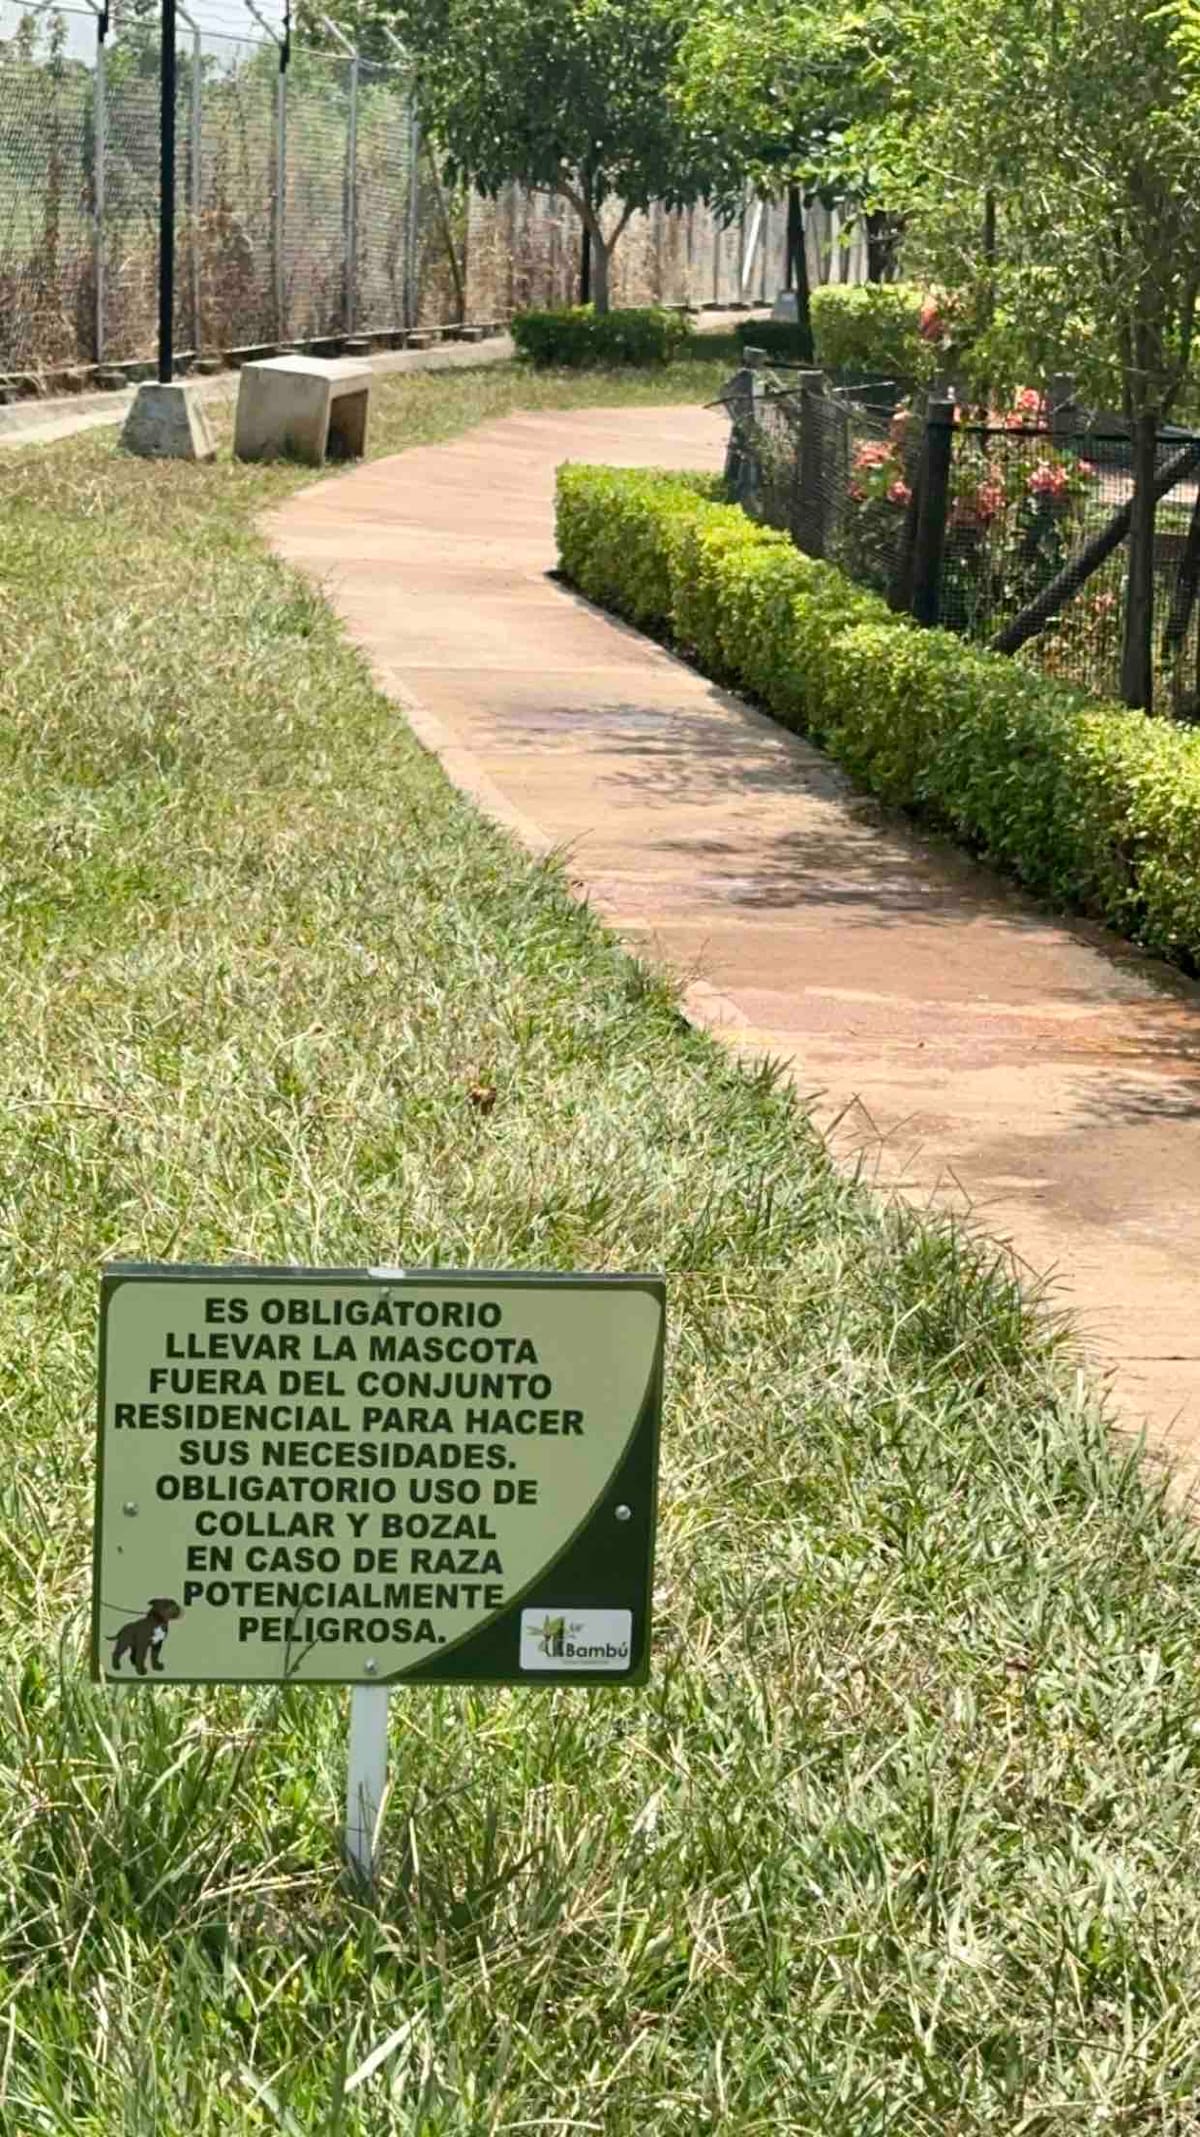 ES OBLIGATORIO
LLEVAR LA MASCOTA
FUERA DEL CONJUNTO
RESIDENCIAL PARA HACER
SUS NECESIDADES.
OBLIGATORIO USO DE
COLLAR Y BOZAL
EN CASO DE RAZA
POTENCIALMENTE
PELIGROSA.
Bambú